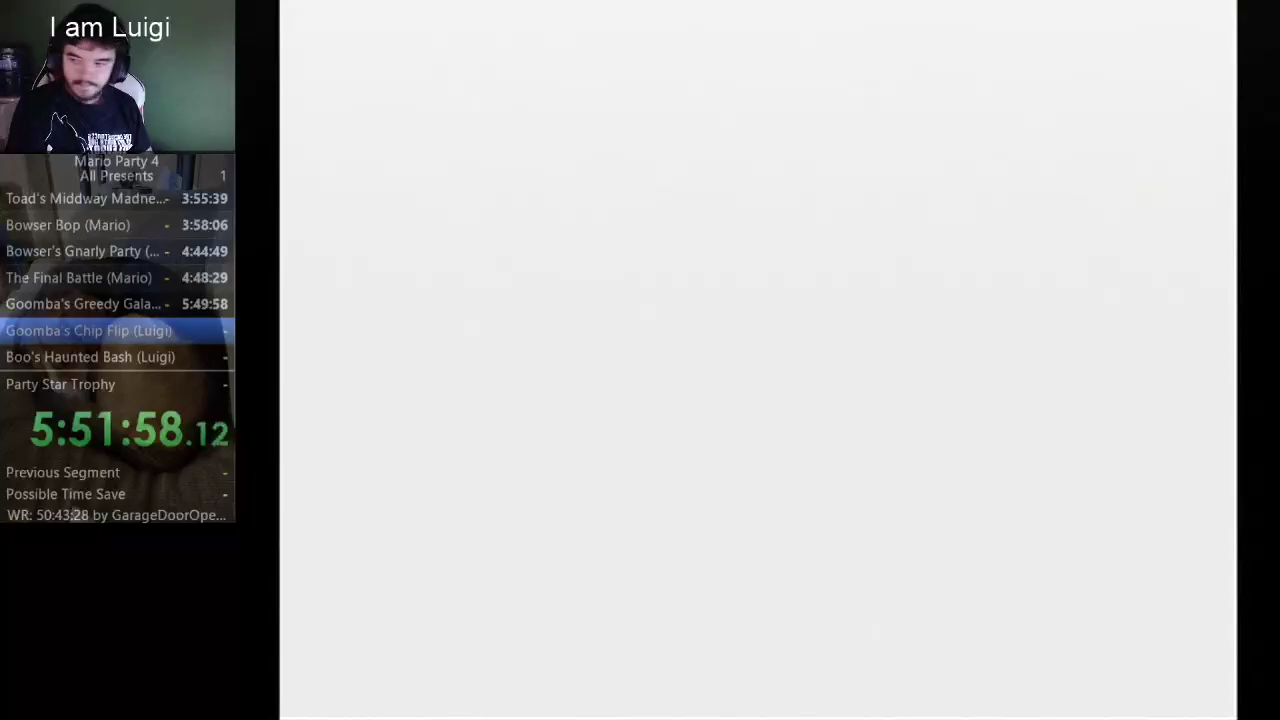 I am Luigi
Mario Party 4
All Presents 1
Toad's Middway Madne... - 3:55:39
Bowser Bop (Mario) - 3:58:06
Bowser's Gnarly Party (... - 4:44:49
The Final Battle (Mario) - 4:48:29
Goomba's Greedy Gala... - 5:49:58
Goomba's Chip Flip (Luigi) -
Boo's Haunted Bash (Luigi) -
Party Star Trophy -
5:51:58.12
Previous Segment -
Possible Time Save -
WR: 50:43:28 by GarageDoorOpe...